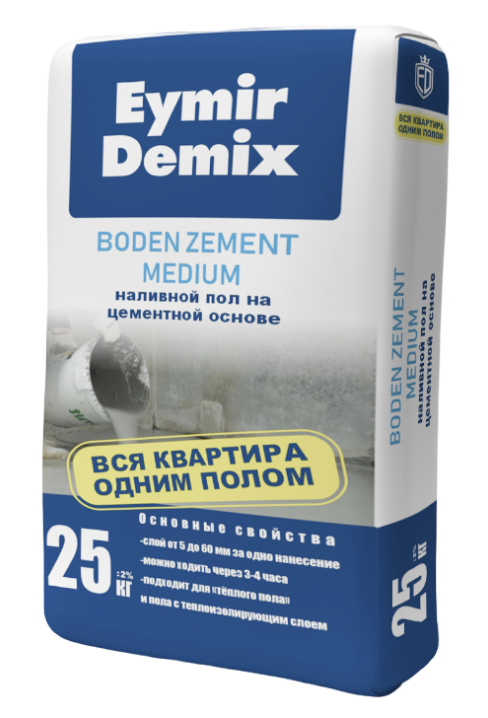 Eymir
Demix
BODEN ZEMENT
MEDIUM
наливной пол на
цементной основе
ВСЯ КВАРТИРА
ОДНИМ ПОЛОМ
Основные свойства
-слой от 5 до 60 мм за одно нанесение
-можно ходить через 3-4 часа
-подходит для «тёплого пола»
и пола с теплоизолирующим слоем
25 ±2% кг
ВСЯ КВАРТИРА
ОДНИМ ПОЛОМ
BODEN ZEMENT
MEDIUM
наливной пол на
цементной основе
25 ±2% кг